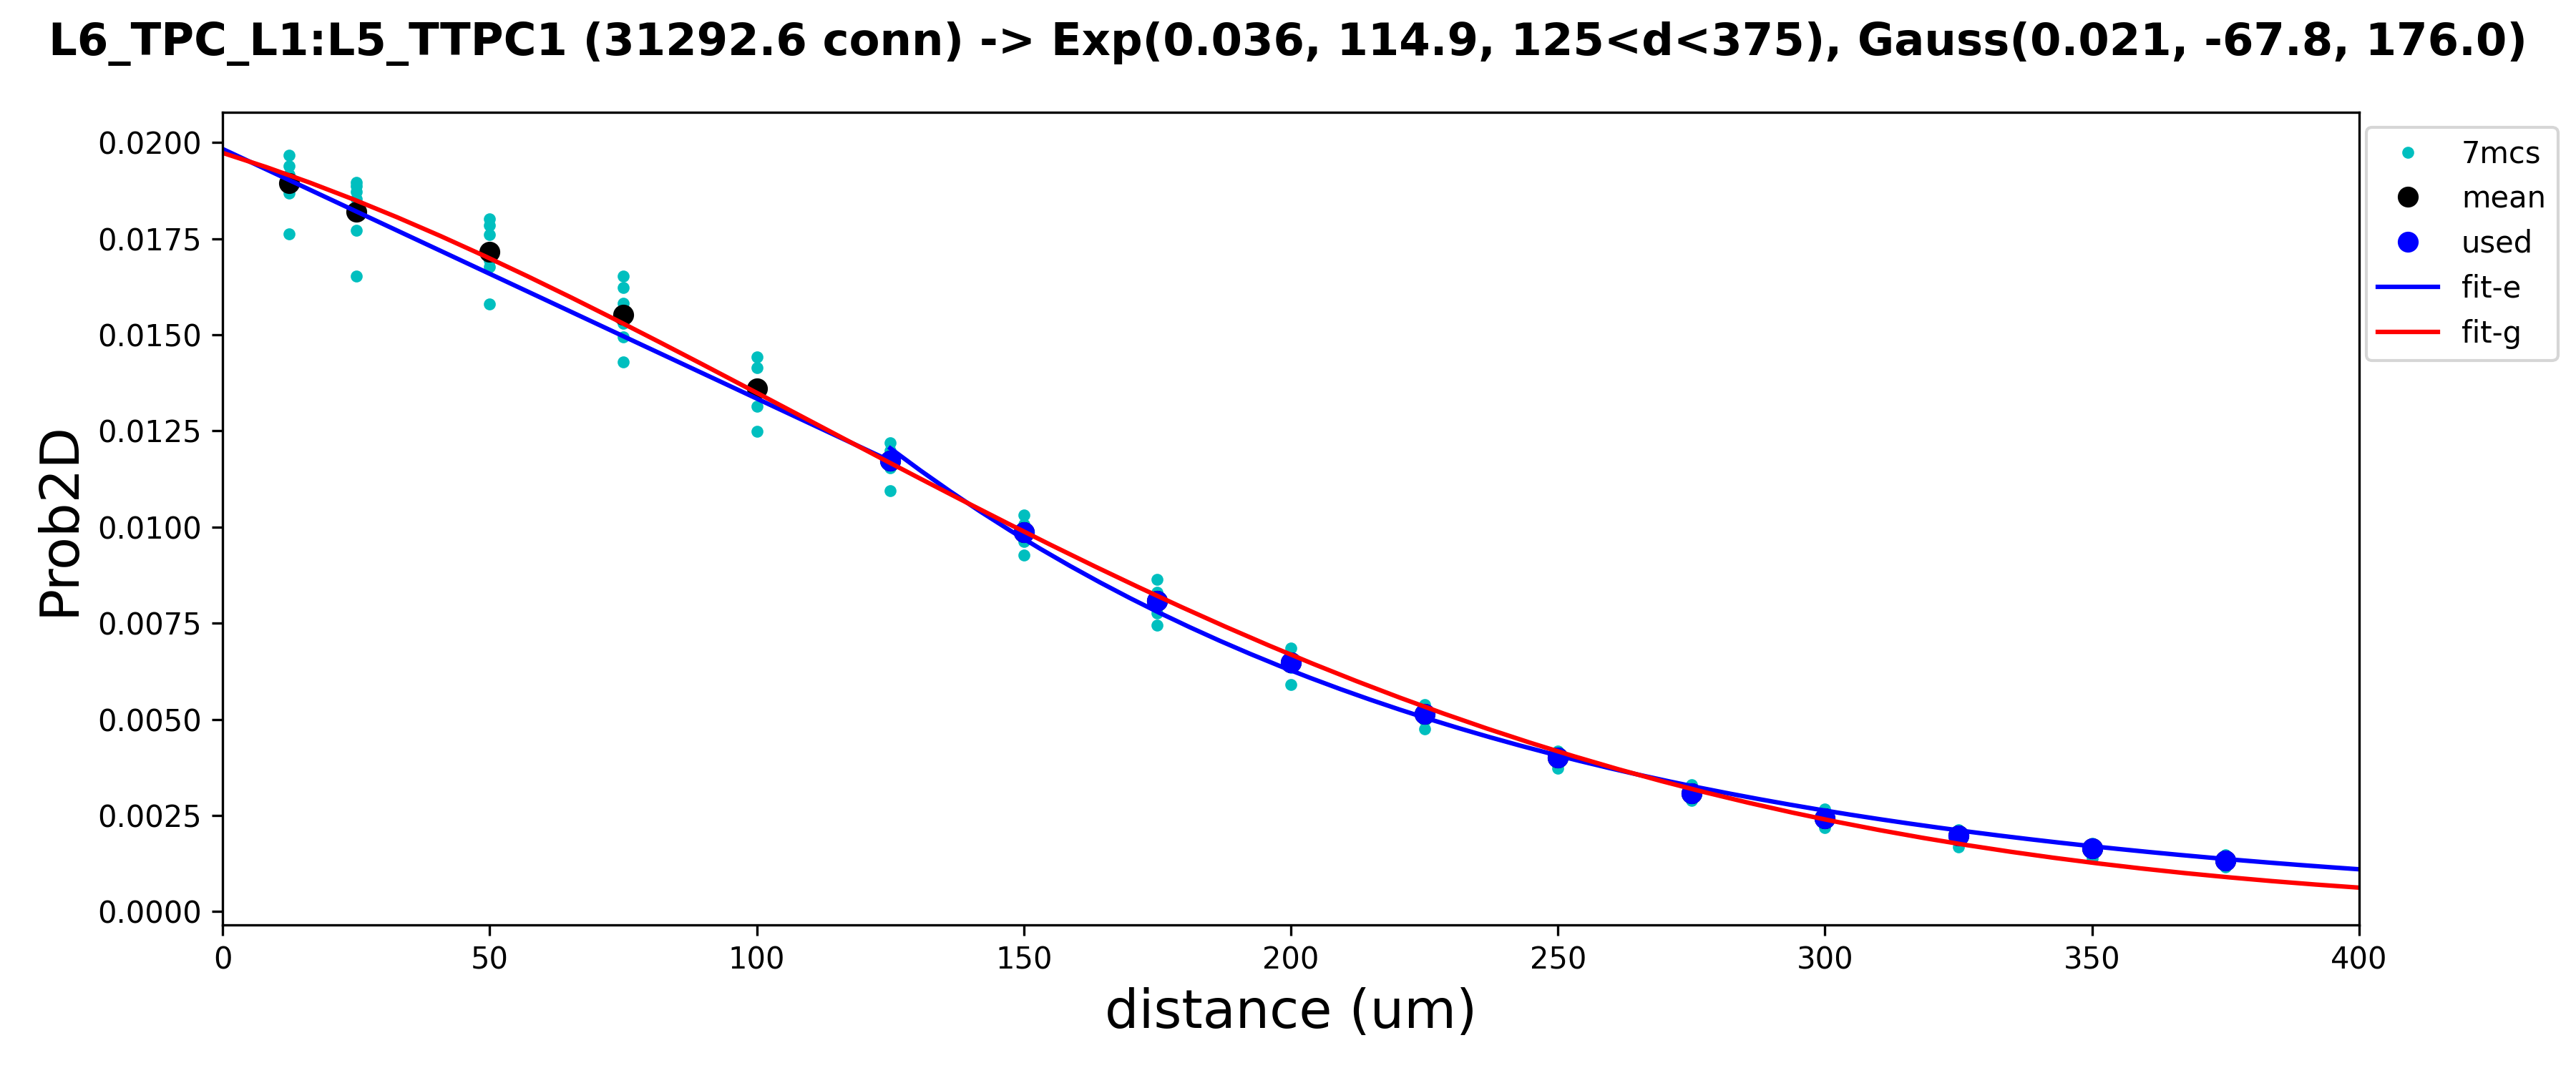 L6_TPC_L1:L5_TTPC1 (31292.6 conn) -> Exp(0.036, 114.9, 125<d<375), Gauss(0.021, -67.8, 176.0)
0.0200
0.0175
0.0150
0.0125
0.0100
0.0075
0.0050
0.0025
0.0000
Prob2D
0 50 100 150 200 250 300 350 400
distance (um)
7mcs
mean
used
fit-e
fit-g